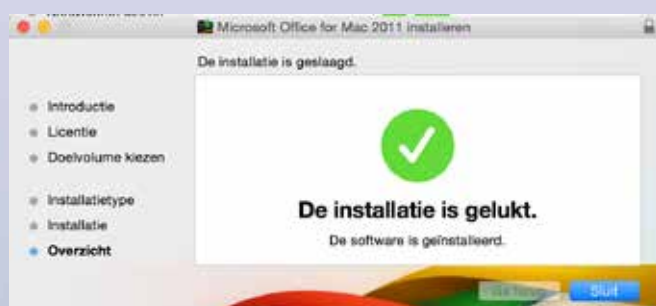 Microsoft Office for Mac 2011 installeren
De installatie is geslaagd.
Introductie
Licentie
Doelvolume kiezen
Installatietype
Installatie
Overzicht
De installatie is gelukt.
De software is geïnstalleerd.
Sluit